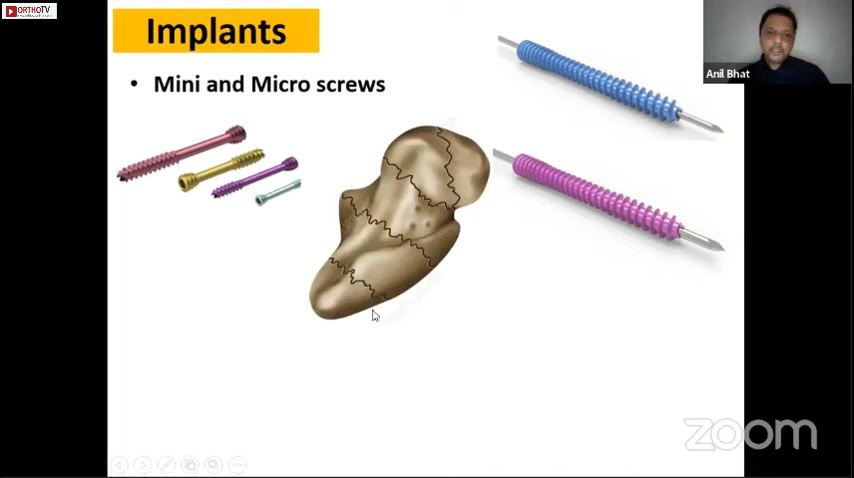 ORTHOTV
Implants
• Mini and Micro screws
Anil Bhat
zoom